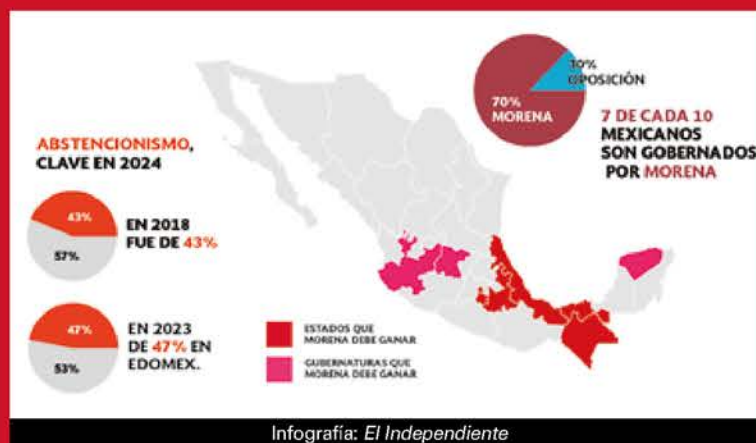 ABSTENCIONISMO,
CLAVE EN 2024
43%
57%
EN 2018
FUE DE 43%
47%
53%
EN 2023
DE 47% EN
EDOMEX.
30%
OPOSICIÓN
70%
MORENA
7 DE CADA 10
MEXICANOS
SON GOBERNADOS
POR MORENA
ESTADOS QUE
MORENA DEBE GANAR
GUBERNATURAS QUE
MORENA DEBE GANAR
Infografía: El Independiente